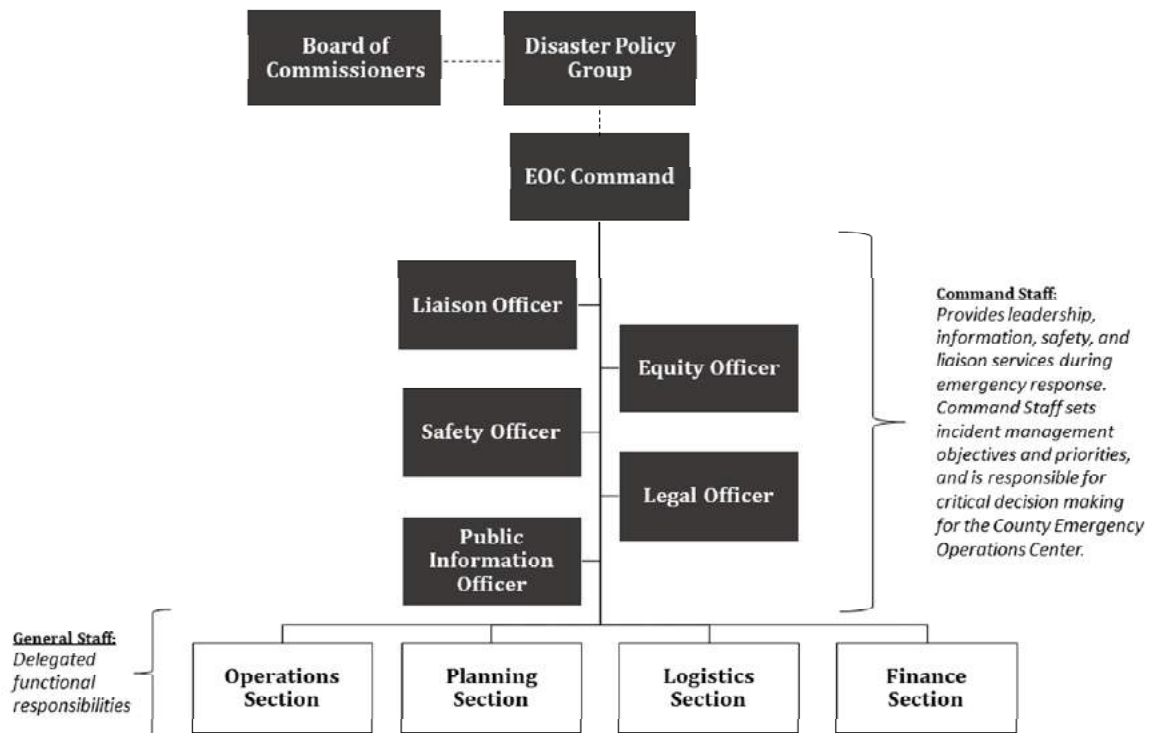 Board of
Commissioners
Disaster Policy
Group
EOC Command
Liaison Officer
Equity Officer
Safety Officer
Legal Officer
Public
Information
Officer
Command Staff:
Provides leadership,
information, safety, and
liaison services during
emergency response.
Command Staff sets
incident management
objectives and priorities,
and is responsible for
critical decision making
for the County Emergency
Operations Center.
General Staff:
Delegated
functional
responsibilities
Operations
Section
Planning
Section
Logistics
Section
Finance
Section